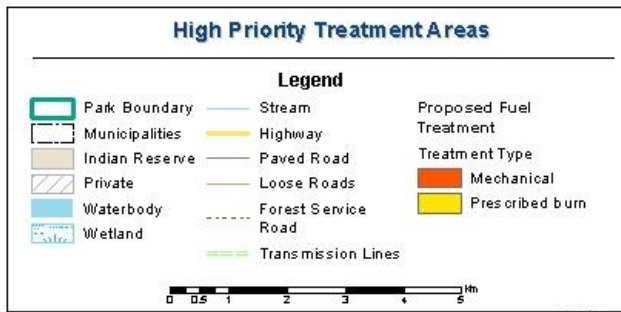 High Priority Treatment Areas
Legend
Park Boundary
Municipalities
Indian Reserve
Private
Waterbody
Wetland
Stream
Highway
Paved Road
Loose Roads
Forest Service
Road
Transmission Lines
Proposed Fuel
Treatment
Treatment Type
Mechanical
Prescribed burn
km
0 0.5 1 2 3 4 5